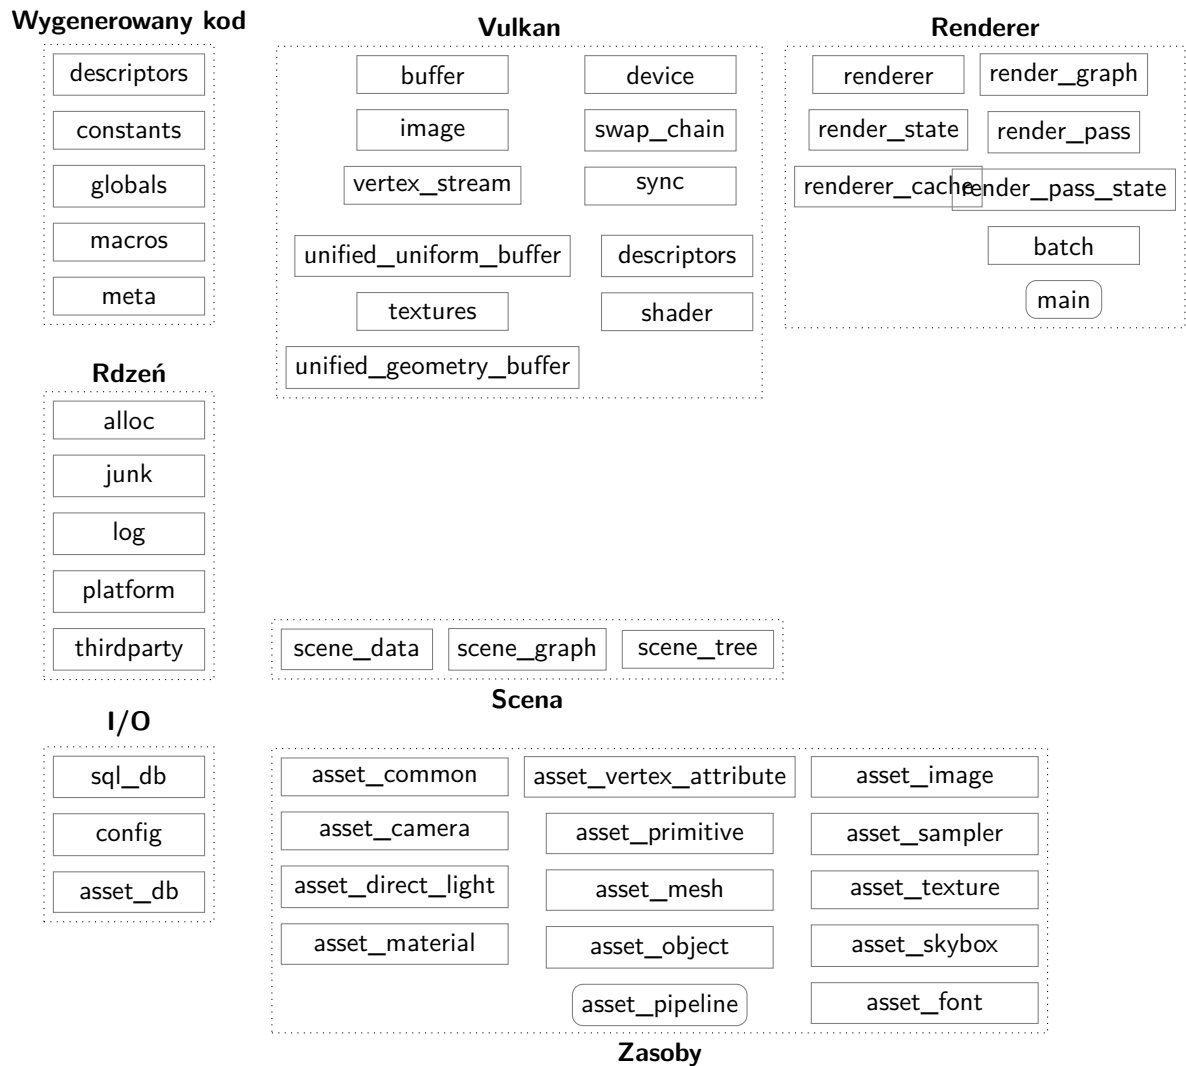 Wygenerowany kod
descriptors
constants
globals
macros
meta
Vulkan
buffer
device
image
swap_chain
vertex_stream
sync
unified_uniform_buffer
descriptors
textures
shader
unified_geometry_buffer
Renderer
renderer
render_graph
render_state
render_pass
renderer_cache
render_pass_state
batch
main
Rdzeń
alloc
junk
log
platform
thirdparty
scene_data
scene_graph
scene_tree
Scena
I/O
sql_db
config
asset_db
asset_common
asset_vertex_attribute
asset_image
asset_camera
asset_primitive
asset_sampler
asset_direct_light
asset_mesh
asset_texture
asset_material
asset_object
asset_skybox
asset_pipeline
asset_font
Zasoby